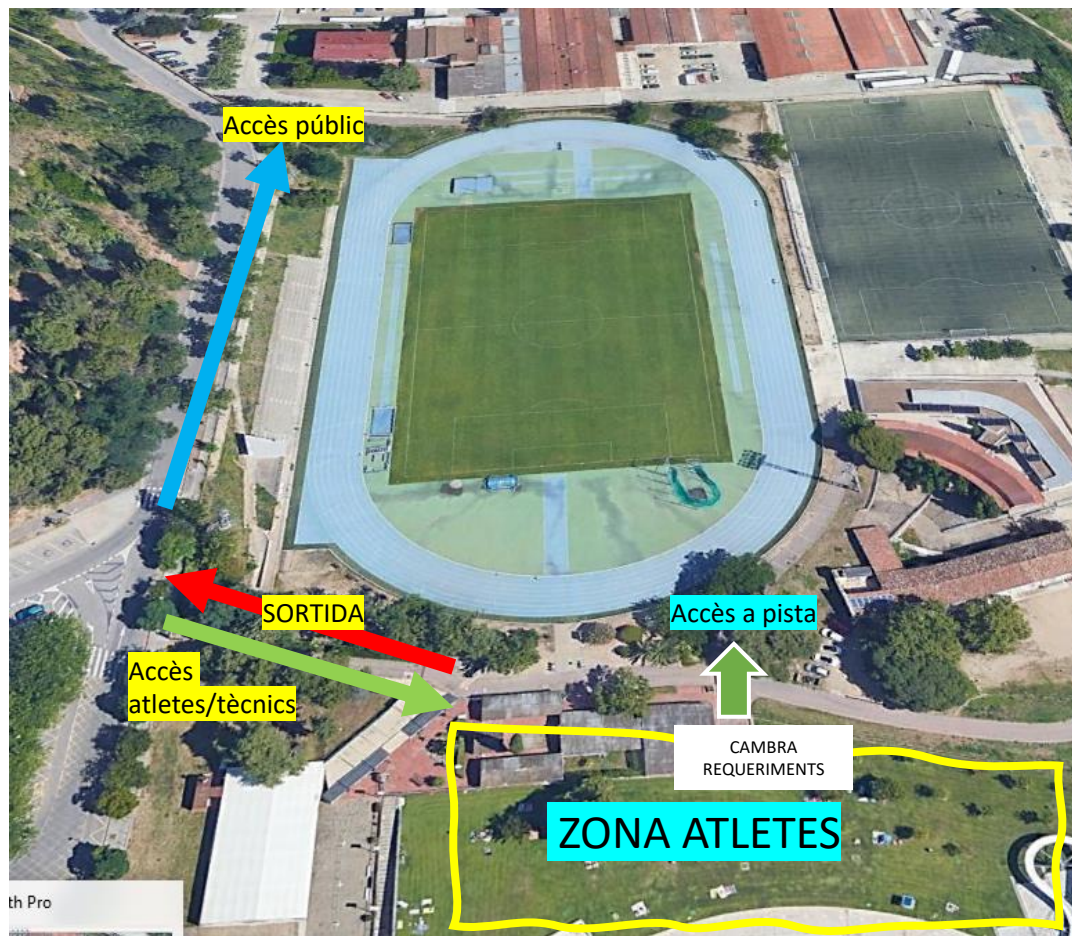 Accès públic
SORTIDA
Accès a pista
Accès
atletes/tècnics
CAMBRA
REQUERIMENTS
ZONA ATLETES
th Pro